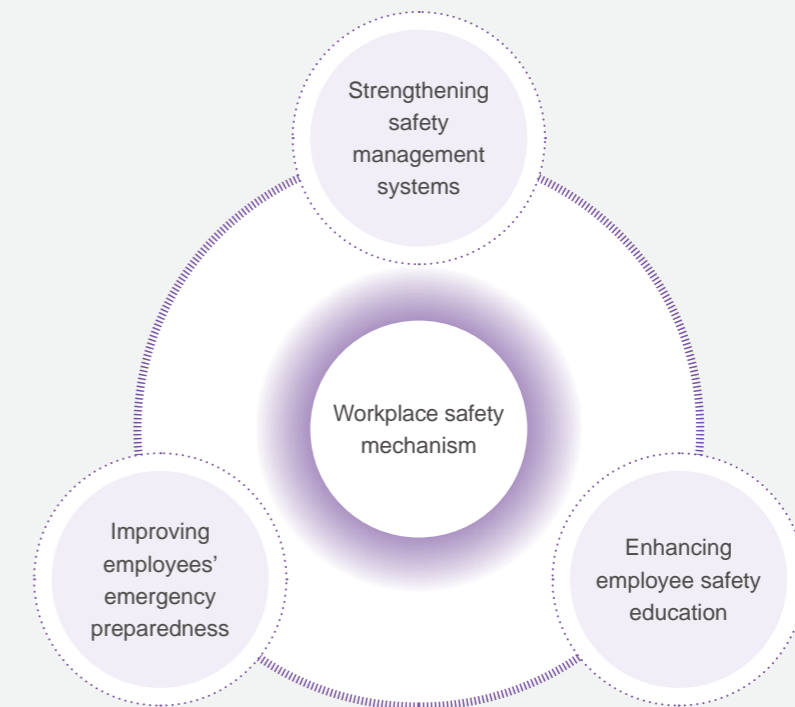 Strengthening
safety
management
systems
Workplace safety
mechanism
Improving
employees’
emergency
preparedness
Enhancing
employee safety
education